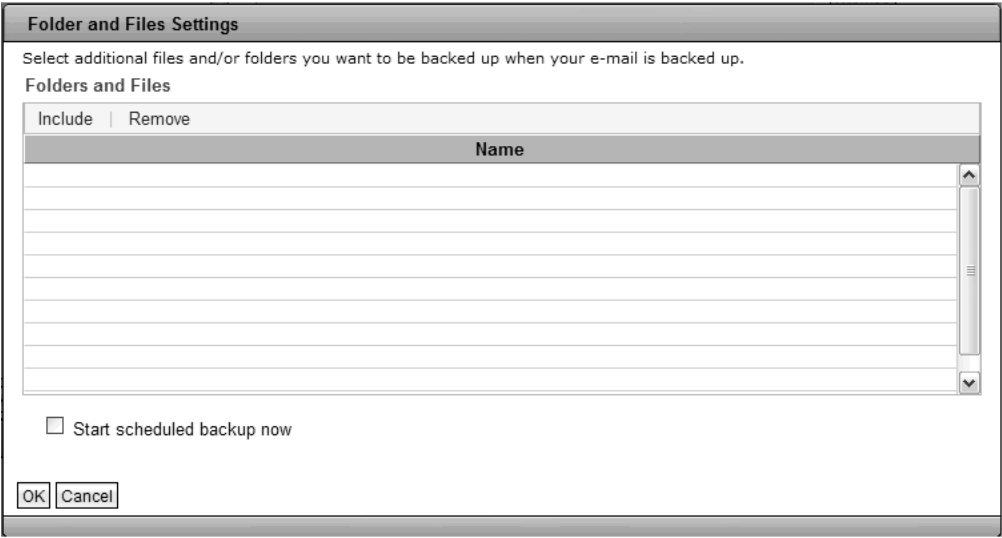 Folder and Files Settings
Select additional files and/or folders you want to be backed up when your e-mail is backed up.
Folders and Files
Include | Remove
Name
Start scheduled backup now
OK Cancel